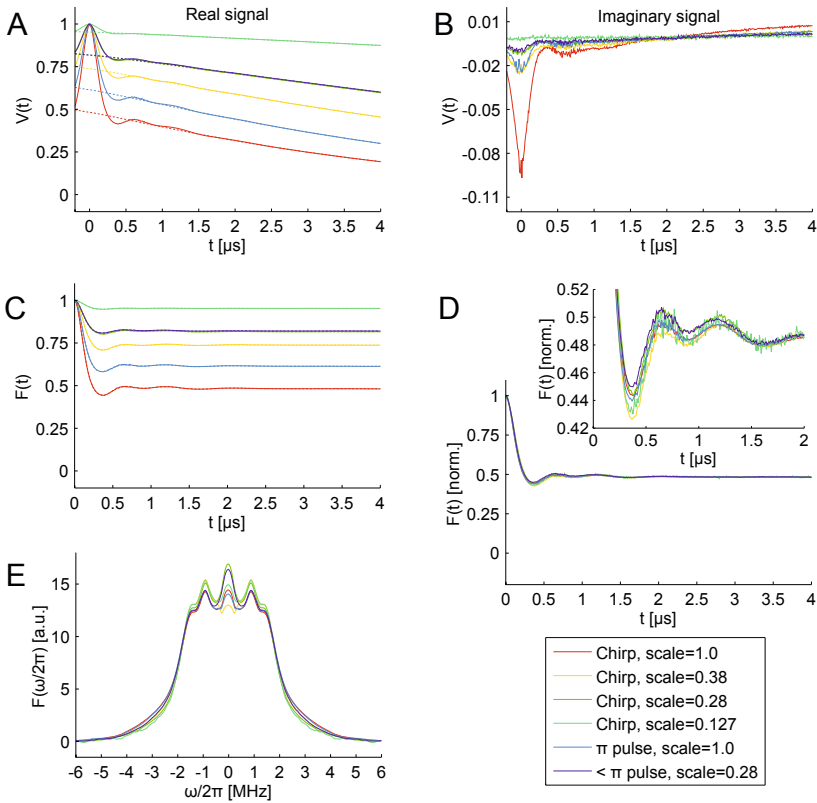 A
Real signal
1
0.75
0.5
0.25
0
V(t)
0 0.5 1 1.5 2 2.5 3 3.5 4
t [µs]
B
Imaginary signal
0.01
-0.02
-0.05
-0.08
-0.11
V(t)
0 0.5 1 1.5 2 2.5 3 3.5 4
t [µs]
C
1
0.75
0.5
0.25
0
F(t)
0 0.5 1 1.5 2 2.5 3 3.5 4
t [µs]
D
0.52
0.5
0.48
0.46
0.44
0.42
F(t) [norm.]
0 0.5 1 1.5 2
t [µs]
1
0.75
0.5
0.25
0
F(t) [norm.]
0 0.5 1 1.5 2 2.5 3 3.5 4
t [µs]
E
15
10
5
0
F(ω/2π) [a.u.]
-6 -5 -4 -3 -2 -1 0 1 2 3 4 5 6
ω/2π [MHz]
Chirp, scale=1.0
Chirp, scale=0.38
Chirp, scale=0.28
Chirp, scale=0.127
π pulse, scale=1.0
< π pulse, scale=0.28